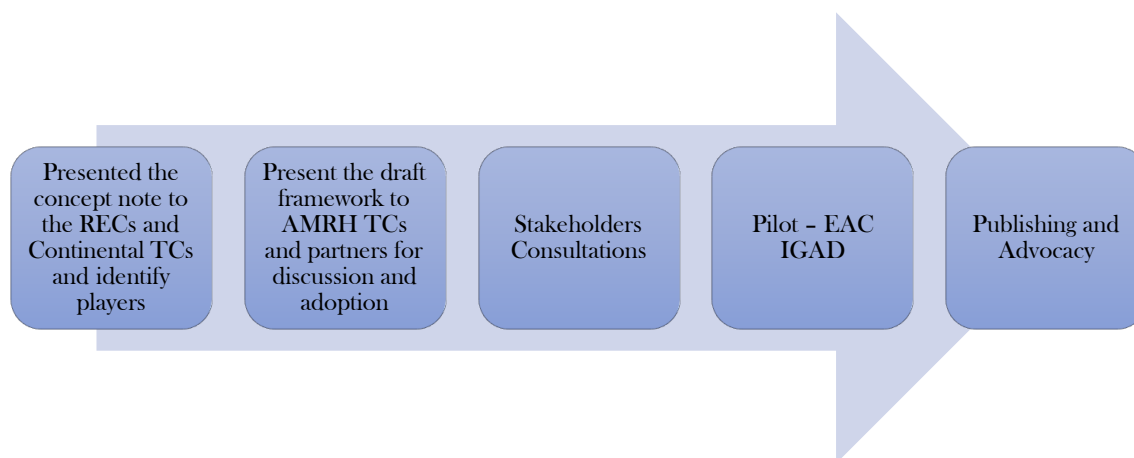 Presented the
concept note to
the RECs and
Continental TCs
and identify
players
Present the draft
framework to
AMRH TCs
and partners for
discussion and
adoption
Stakeholders
Consultations
Pilot – EAC
IGAD
Publishing and
Advocacy